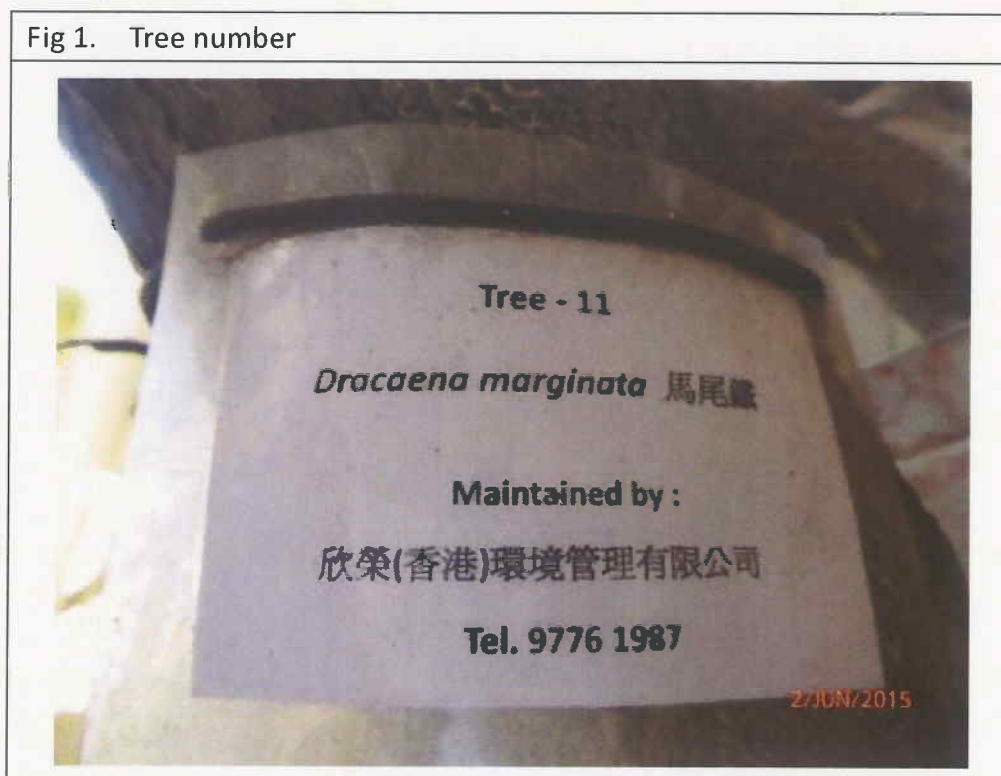 Fig 1. Tree number
Tree - 11
Dracaena marginata 馬尾鐵
Maintained by :
欣榮(香港)環境管理有限公司
Tel. 9776 1987
2/JUN/2015